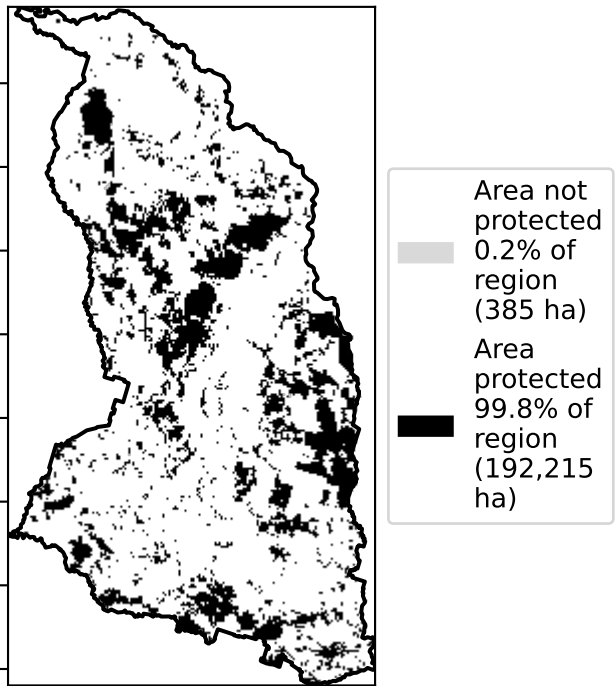 Area not
protected
0.2% of
region
(385 ha)
Area
protected
99.8% of
region
(192,215
ha)